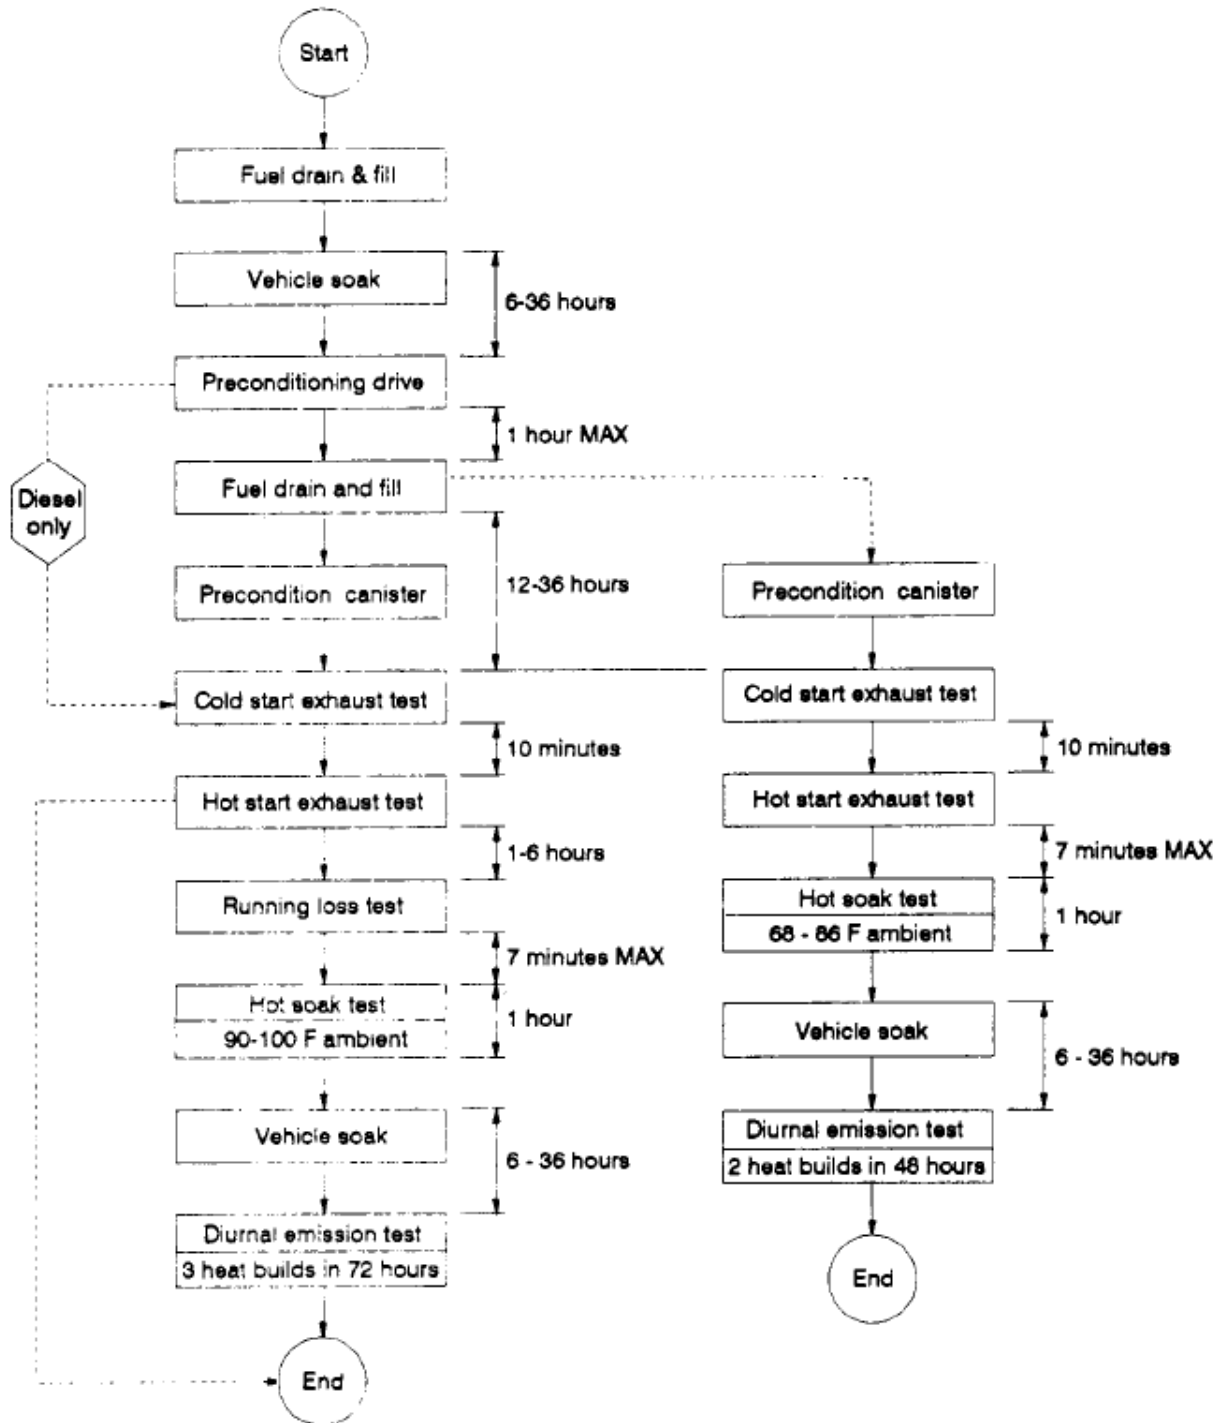 Start
Fuel drain & fill
Vehicle soak
6-36 hours
Preconditioning drive
1 hour MAX
Fuel drain and fill
Diesel
only
12-36 hours
Precondition canister
Precondition canister
Cold start exhaust test
Cold start exhaust test
10 minutes
10 minutes
Hot start exhaust test
Hot start exhaust test
1-6 hours
7 minutes MAX
Running loss test
Hot soak test
68 - 86 F ambient
1 hour
7 minutes MAX
Hot soak test
90-100 F ambient
1 hour
Vehicle soak
6 - 36 hours
Vehicle soak
6 - 36 hours
Diurnal emission test
2 heat builds in 48 hours
Diurnal emission test
3 heat builds in 72 hours
End
End